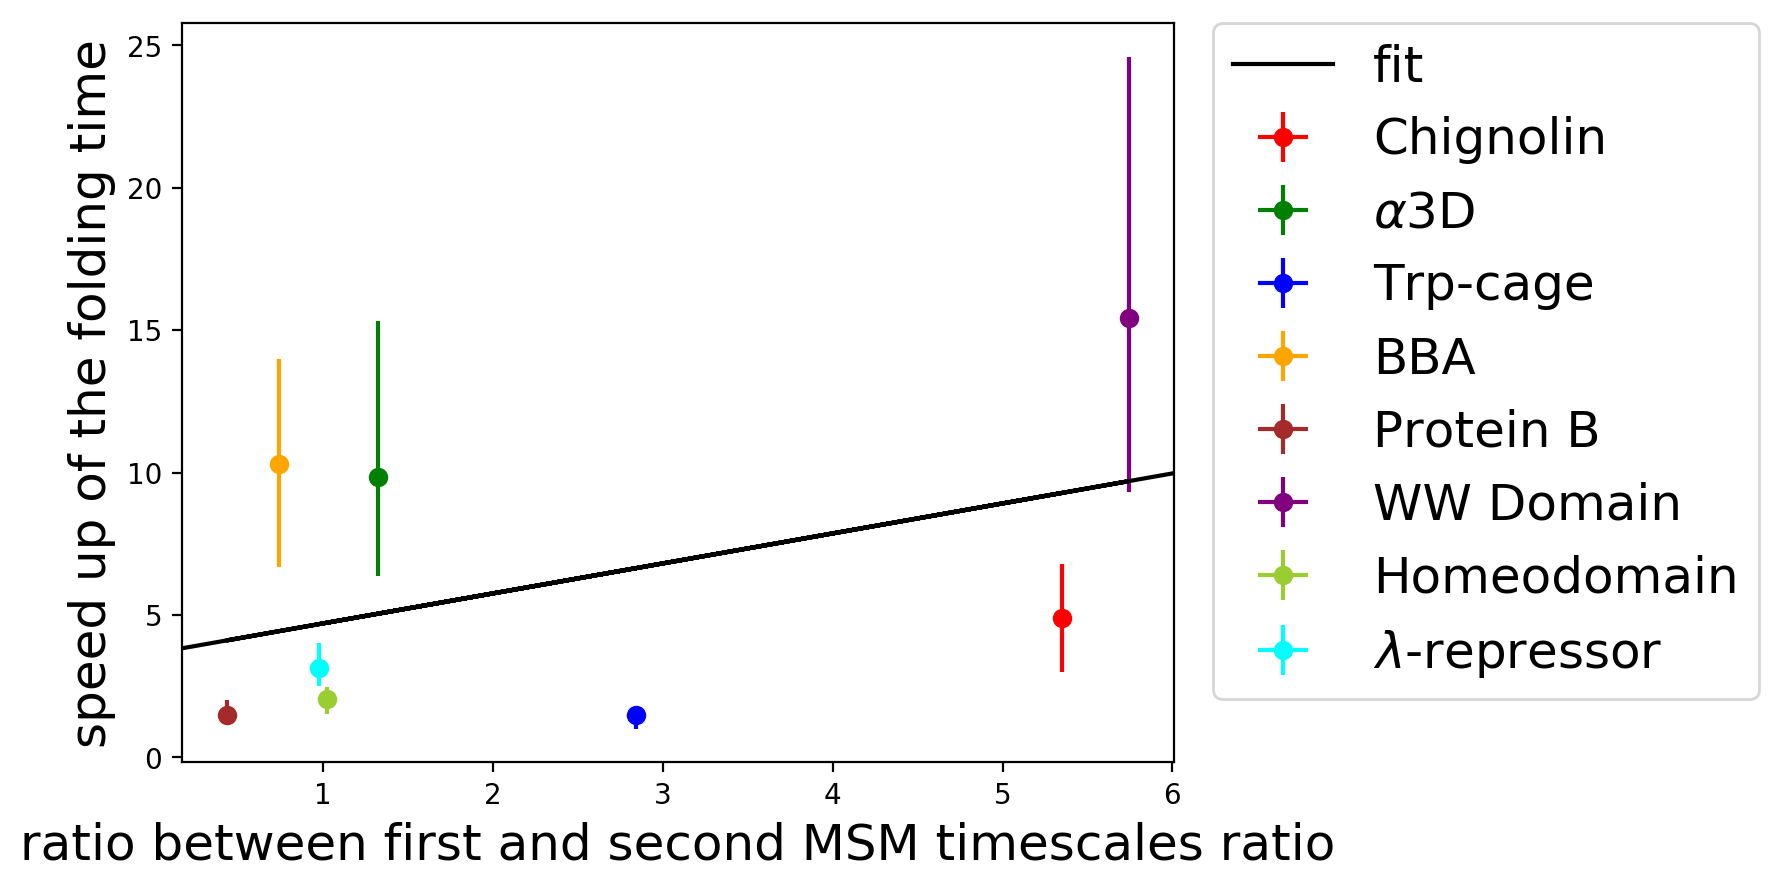 speed up of the folding time
25
20
15
10
5
0
1 2 3 4 5 6
ratio between first and second MSM timescales ratio
fit
Chignolin
α3D
Trp-cage
BBA
Protein B
WW Domain
Homeodomain
λ-repressor